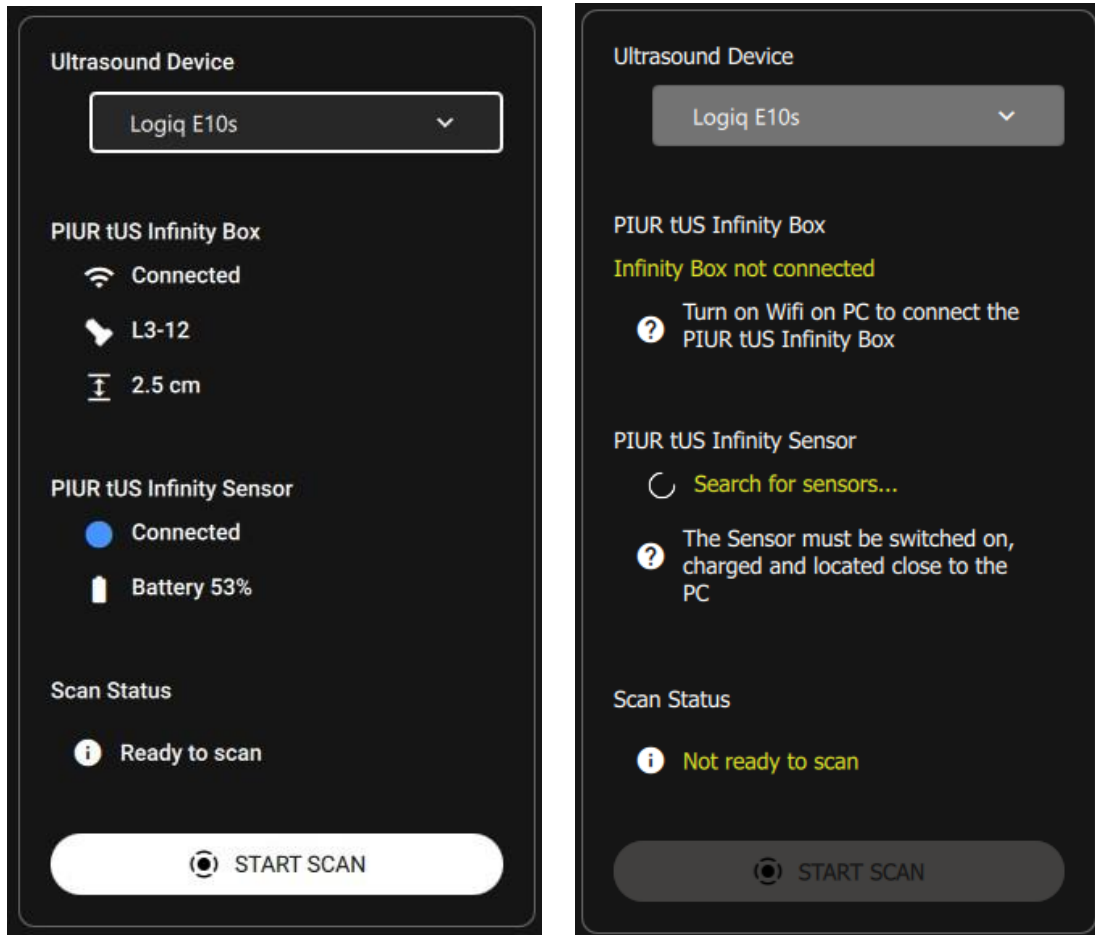 Ultrasound Device
Logiq E10s
PIUR tUS Infinity Box
Connected
L3-12
2.5 cm
PIUR tUS Infinity Sensor
Connected
Battery 53%
Scan Status
Ready to scan
START SCAN
Ultrasound Device
Logiq E10s
PIUR tUS Infinity Box
Infinity Box not connected
Turn on Wifi on PC to connect the
PIUR tUS Infinity Box
PIUR tUS Infinity Sensor
Search for sensors...
The Sensor must be switched on,
charged and located close to the
PC
Scan Status
Not ready to scan
START SCAN